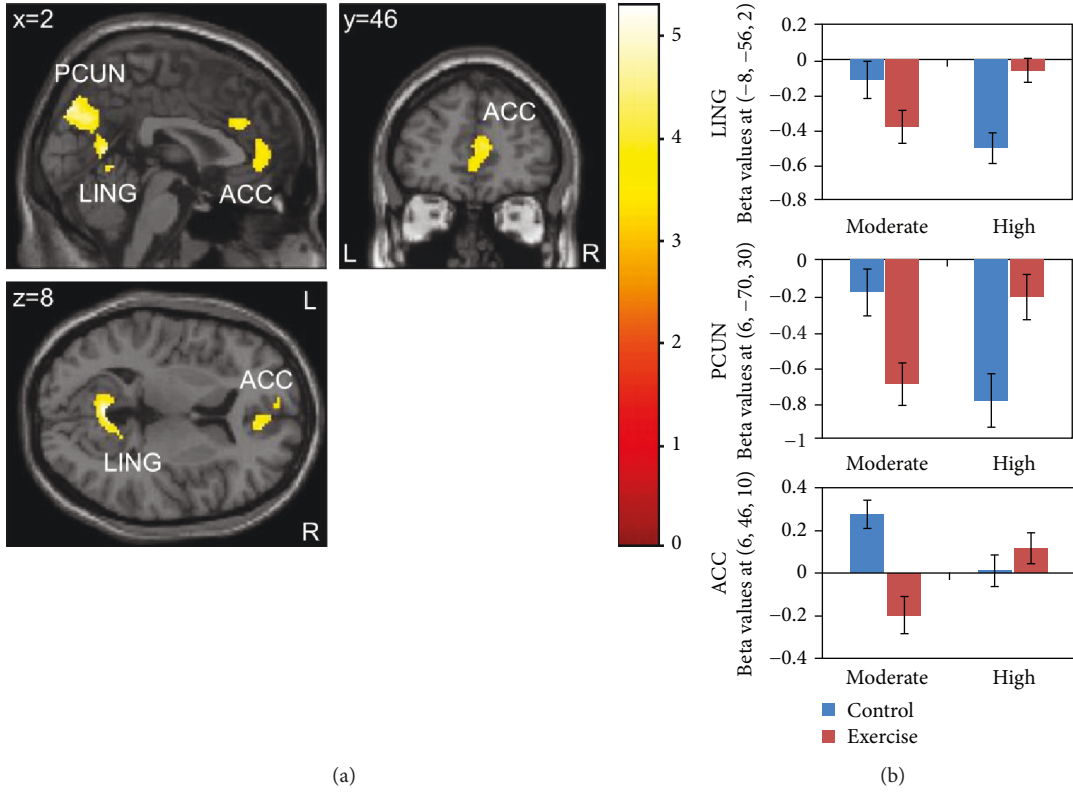 x=2
PCUN
LING
ACC
y=46
ACC
L
R
z=8
L
ACC
LING
R
5
4
3
2
1
0
(a)
LING
Beta values at (−8, −56, 2)
0.2
0
−0.2
−0.4
−0.6
−0.8
Moderate High
PCUN
Beta values at (6, −70, 30)
0
−0.2
−0.4
−0.6
−0.8
−1
Moderate High
ACC
Beta values at (6, 46, 10)
0.4
0.2
0
−0.2
−0.4
Moderate High
Control
Exercise
(b)